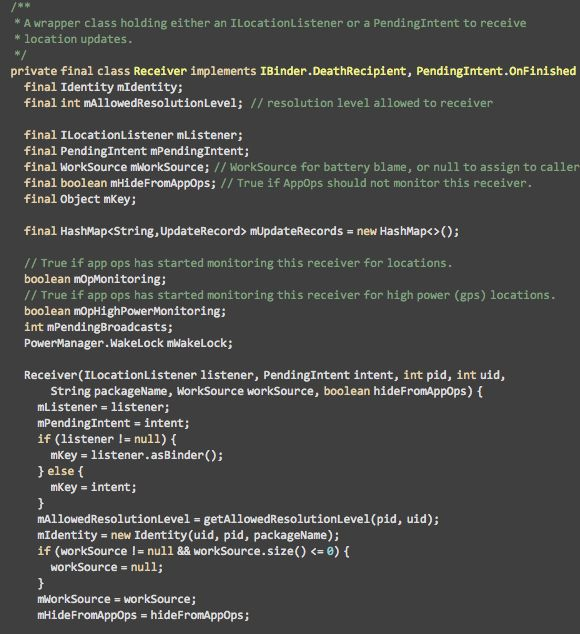 /**
 * A wrapper class holding either an ILocationListener or a PendingIntent to receive
 * location updates.
 */
private final class Receiver implements IBinder.DeathRecipient, PendingIntent.OnFinished
final Identity mIdentity;
final int mAllowedResolutionLevel; // resolution level allowed to receiver
final ILocationListener mListener;
final PendingIntent mPendingIntent;
final WorkSource mWorkSource; // WorkSource for battery blame, or null to assign to caller
final boolean mHideFromAppOps; // True if AppOps should not monitor this receiver.
final Object mKey;
final HashMap<String,UpdateRecord> mUpdateRecords = new HashMap<>();
// True if app ops has started monitoring this receiver for locations.
boolean mOpMonitoring;
// True if app ops has started monitoring this receiver for high power (gps) locations.
boolean mOpHighPowerMonitoring;
int mPendingBroadcasts;
PowerManager.WakeLock mWakeLock;
Receiver(ILocationListener listener, PendingIntent intent, int pid, int uid,
String packageName, WorkSource workSource, boolean hideFromAppOps) {
mListener = listener;
mPendingIntent = intent;
if (listener != null) {
mKey = listener.asBinder();
} else {
mKey = intent;
}
mAllowedResolutionLevel = getAllowedResolutionLevel(pid, uid);
mIdentity = new Identity(uid, pid, packageName);
if (workSource != null && workSource.size() <= 0) {
workSource = null;
}
mWorkSource = workSource;
mHideFromAppOps = hideFromAppOps;